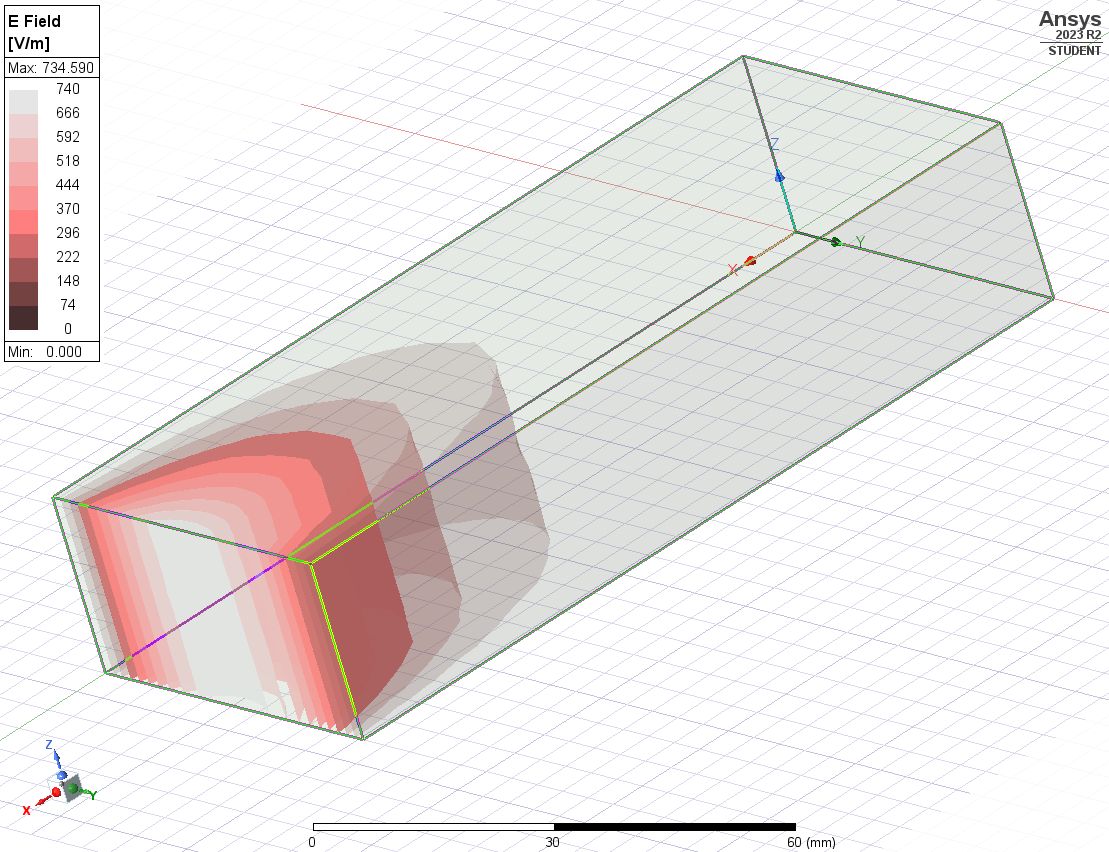 E Field
[V/m]
Max: 734.590
740
666
592
518
444
370
296
222
148
74
0
Min: 0.000
Ansys
2023 R2
STUDENT
Z
X
Y
Z
X
Y
0
30
60 (mm)